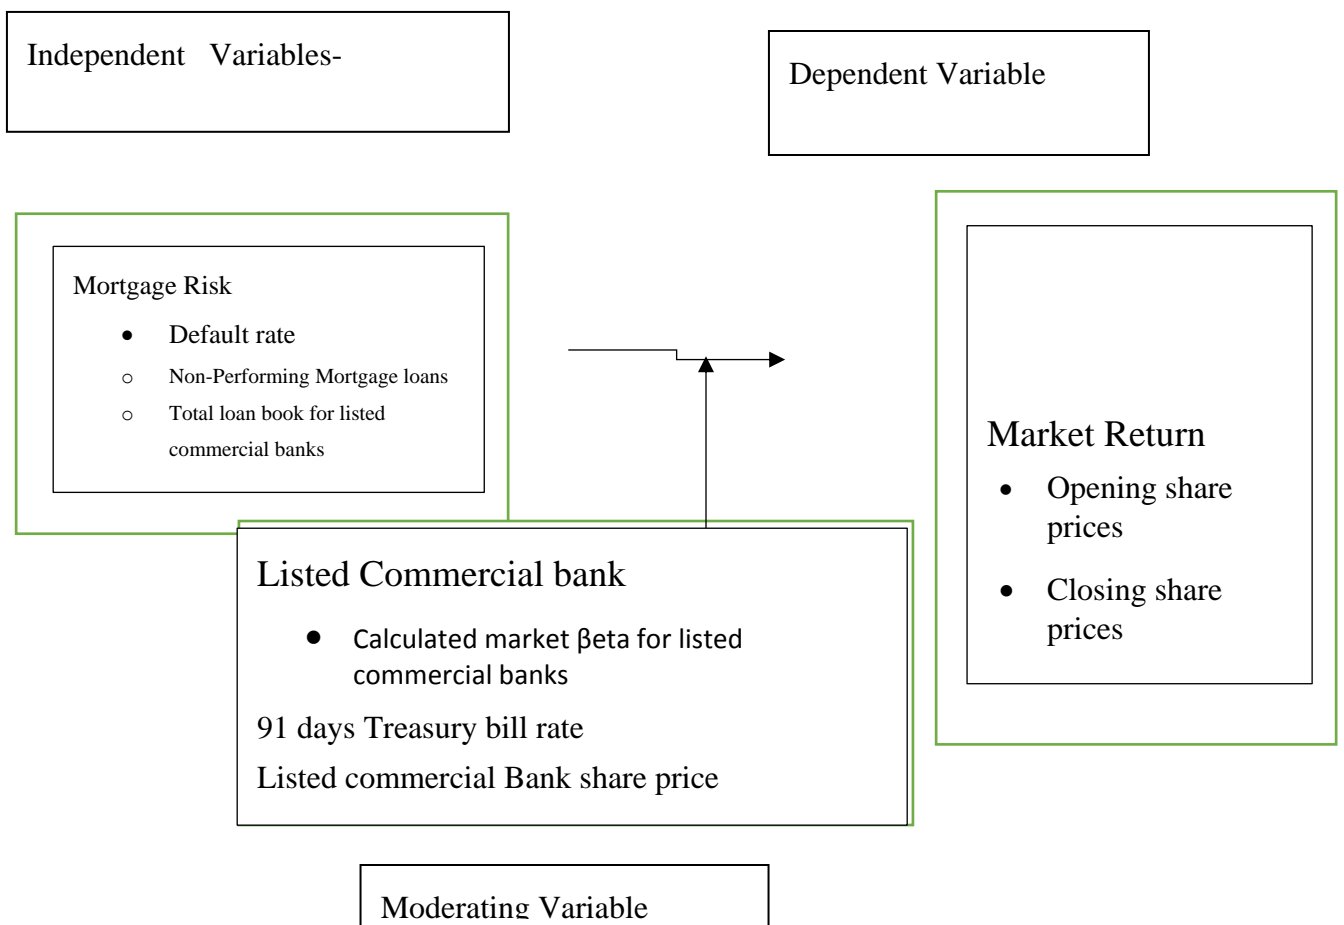 Independent Variables-
Dependent Variable
Mortgage Risk
• Default rate
o Non-Performing Mortgage loans
o Total loan book for listed
commercial banks
Market Return
• Opening share
prices
• Closing share
prices
Listed Commercial bank
• Calculated market βeta for listed
commercial banks
91 days Treasury bill rate
Listed commercial Bank share price
Moderating Variable